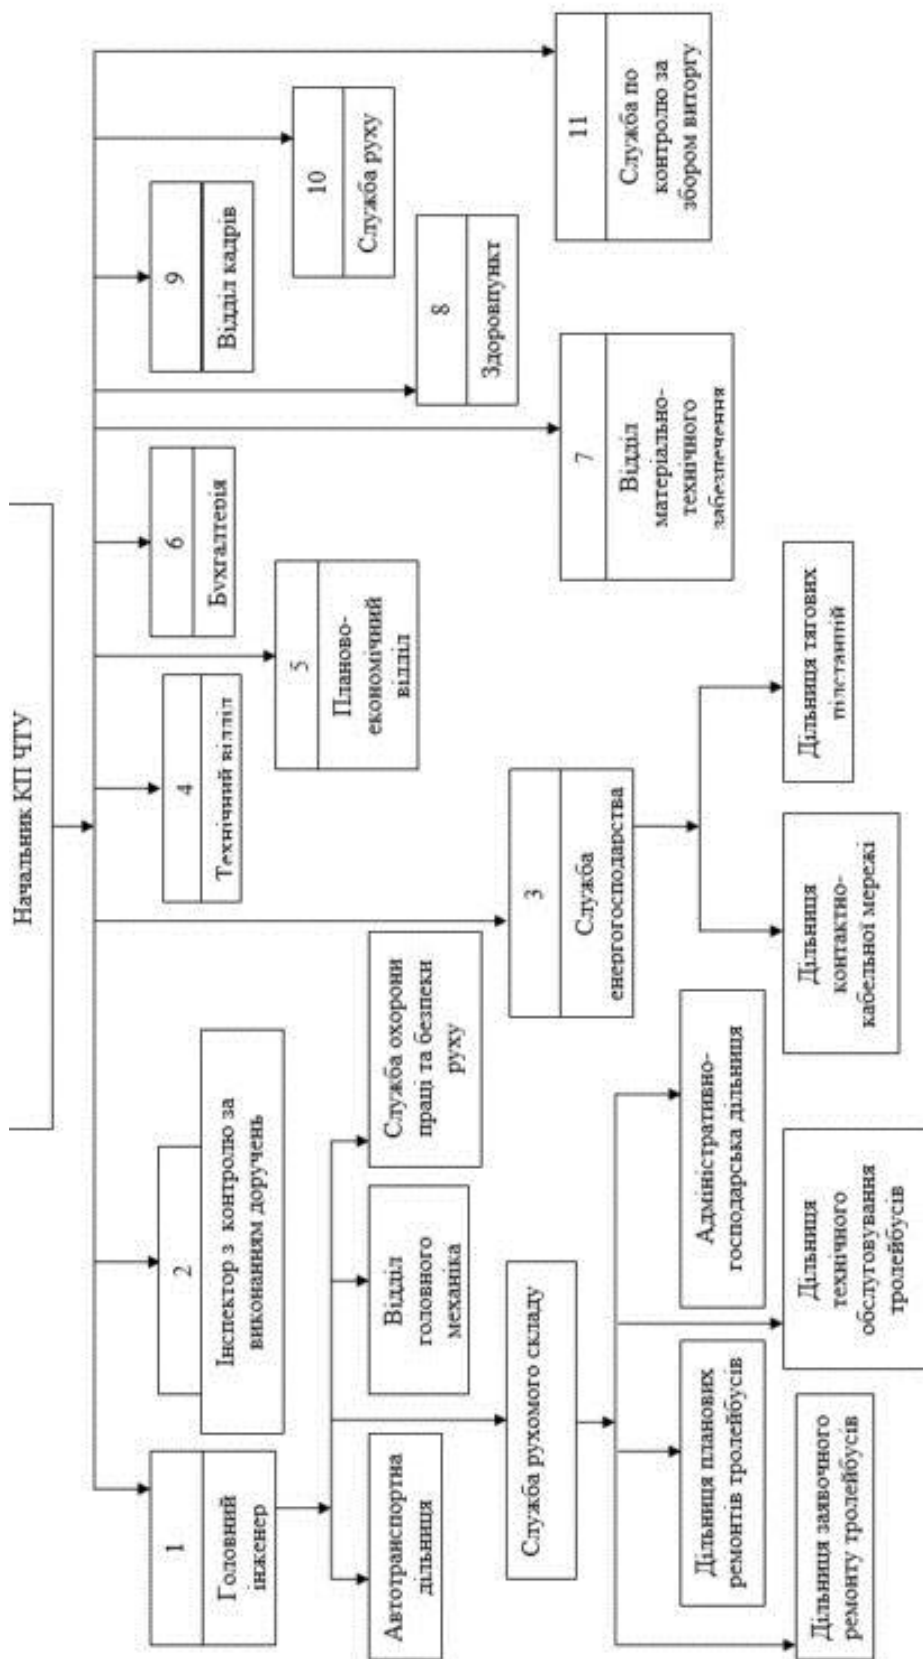 Начальник КП ЧТУ
1
Головний
інженер
2
Інспектор з контролю за
виконанням доручень
3
Служба
енергогосподарства
4
Технічний відділ
5
Планово-
економічний
відділ
6
Бухгалтерія
7
Відділ
матеріально-
технічного
забезпечення
8
Здоровпункт
9
Відділ кадрів
10
Служба руху
11
Служба по
контролю за
збором виторгу
Автотранспортна
дільниця
Відділ
головного
механіка
Служба охорони
праці та безпеки
руху
Служба рухомого складу
Дільниця заявочного
ремонту тролейбусів
Дільниця планових
ремонтів тролейбусів
Дільниця
технічного
обслуговування
тролейбусів
Адміністративно-
господарська дільниця
Дільниця
контактно-
кабельної мережі
Дільниця тягових
підстанцій